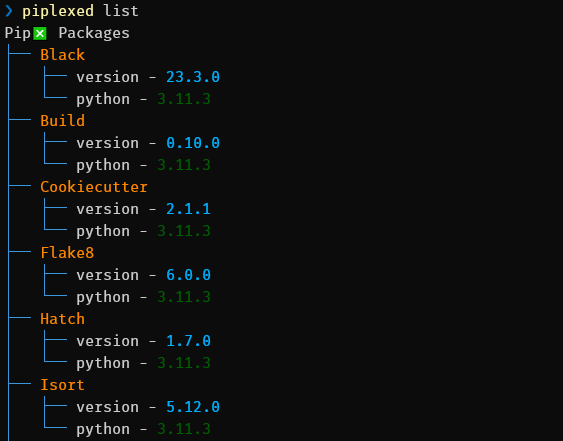 ❯ piplexed list
Pip❎ Packages
├── Black
│   ├── version - 23.3.0
│   └── python - 3.11.3
├── Build
│   ├── version - 0.10.0
│   └── python - 3.11.3
├── Cookiecutter
│   ├── version - 2.1.1
│   └── python - 3.11.3
├── Flake8
│   ├── version - 6.0.0
│   └── python - 3.11.3
├── Hatch
│   ├── version - 1.7.0
│   └── python - 3.11.3
├── Isort
│   ├── version - 5.12.0
│   └── python - 3.11.3